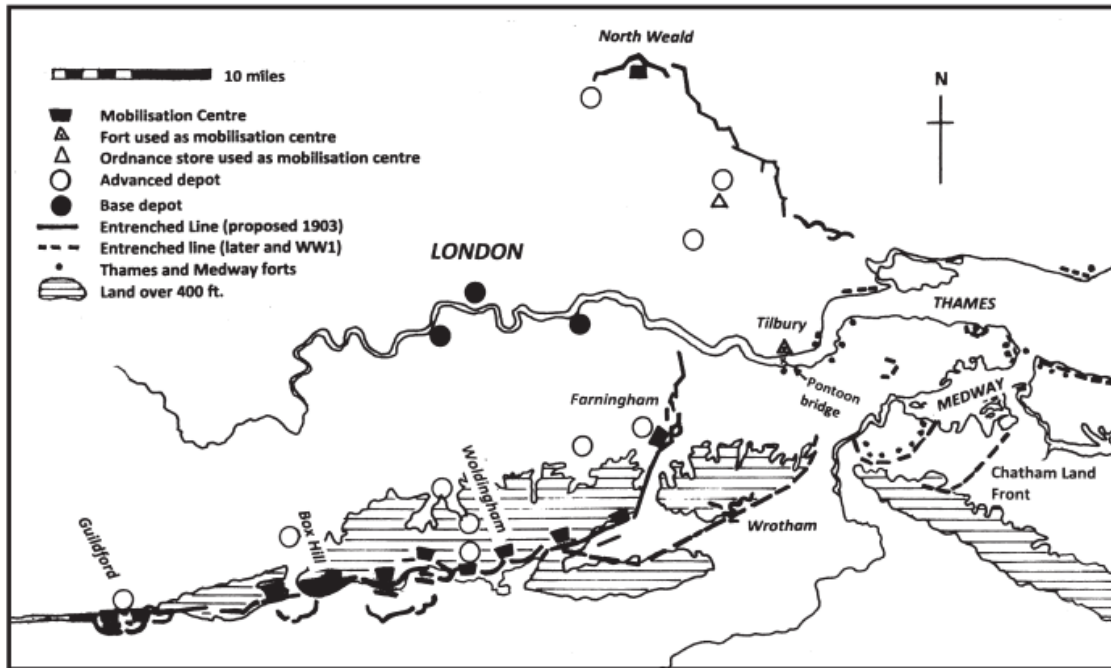 North Weald
10 miles
N
Mobilisation Centre
Fort used as mobilisation centre
Ordnance store used as mobilisation centre
Advanced depot
Base depot
Entrenched Line (proposed 1903)
Entrenched line (later and WW1)
Thames and Medway forts
Land over 400 ft.
LONDON
THAMES
Tilbury
Pontoon
bridge
MEDWAY
Farningham
Chatham Land
Front
Woldingham
Wrotham
Box Hill
Guildford